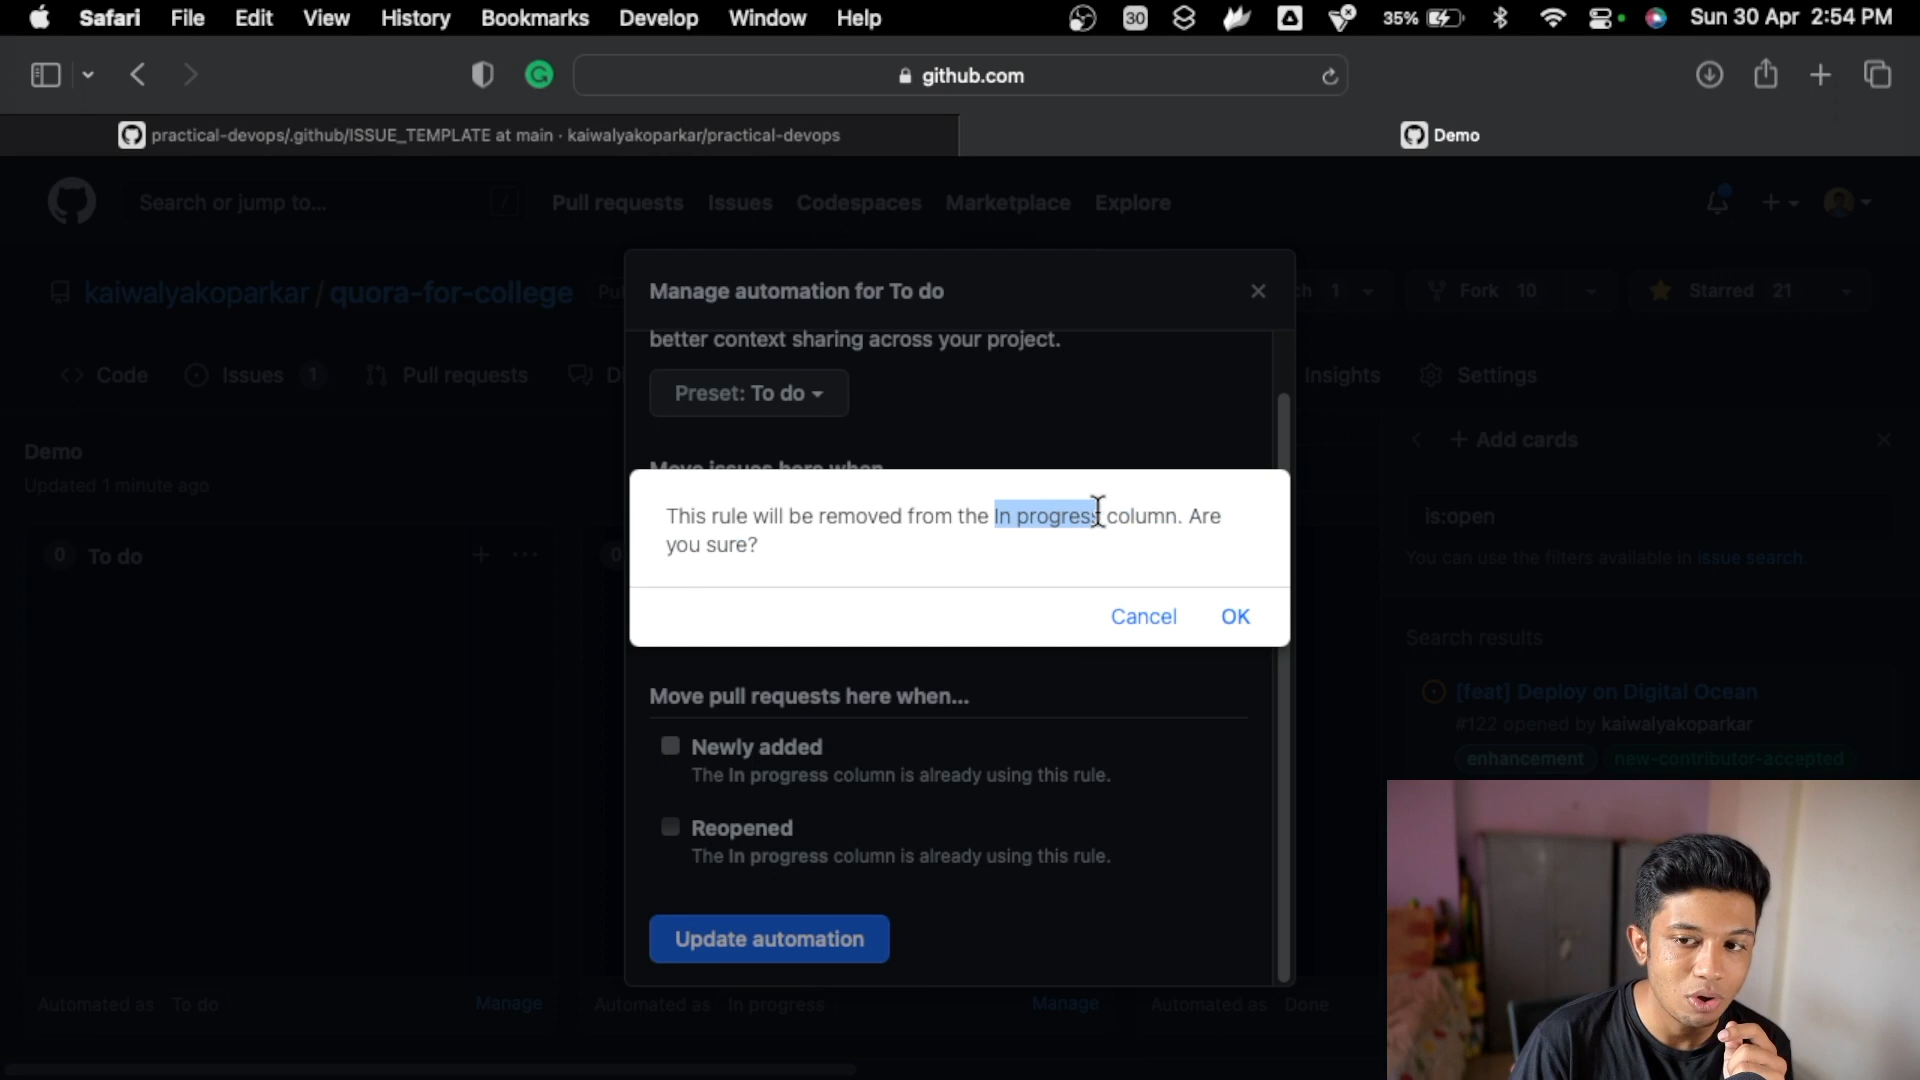 Safari File Edit View History Bookmarks Develop Window Help 30 35% Sun 30 Apr 2:54 PM
github.com
practical-devops/.github/ISSUE_TEMPLATE at main · kaiwalyakoparkar/practical-devops
Demo
Search or jump to... / Pull requests Issues Codespaces Marketplace Explore
kaiwalyakoparkar / quora-for-college
Fork 10 Starred 21
Code Issues 1 Pull requests Insights Settings
Manage automation for To do
better context sharing across your project.
Preset: To do
Move issues here when...
This rule will be removed from the In progress column. Are
you sure?
Cancel OK
Move pull requests here when...
Newly added
The In progress column is already using this rule.
Reopened
The In progress column is already using this rule.
Update automation
Demo
Updated 1 minute ago
0 To do
Automated as To do Manage
Automated as In progress Manage
Automated as Done
+ Add cards
is:open
You can use the filters available in issue search.
Search results
[feat] Deploy on Digital Ocean
#122 opened by kaiwalyakoparkar
enhancement new-contributor-accepted